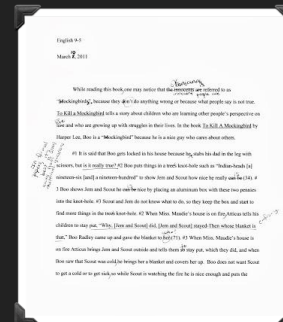 English 9-5
March 8, 2013
While reading this book one may notice that the innocents are referred to as
"Mockingbirds", because they don't do anything wrong or because what people say is not true.
To Kill a Mockingbird tells a story about children who are learning other people's perspective on
and who are growing up with struggles in their lives. In the book To Kill A Mockingbird by
Harper Lee, Boo is a "Mockingbird" because he is a nice guy who cares about others.
#1 It is said that Boo gets locked in his house because he stabs his dad in the leg with
scissors, but is it really true? #2 Boo puts things in a tree knot-hole such as "Indian-heads [a]
nineteen-six [and] a nineteen-hundred" to show Jem and Scout how nice he really (34). #
3 Boo shows Jem and Scout he nice by placing an aluminum box with these two pennies
into the knot-hole. #3 Scout and Jem do not know what to do, so they keep the box and start to
find more things in the knot-hole. #2 When Miss. Maudie's house is on fire Atticus tells his
children to stay put. "Why, [Jem and Scout] did, [Jem and Scout] stayed-Then whose blanket is
that," Boo Radley came up and gave the blanket to her(71). #3 When Miss. Maudie's house is
on fire Atticus brings Jem and Scout outside and tells them to stay put, which they did, and when
Boo saw that Scout was cold he brings her a blanket and covers her up. Boo does not want Scout
to get a cold or to get sick so while Scout is watching the fire he is nice enough and puts the